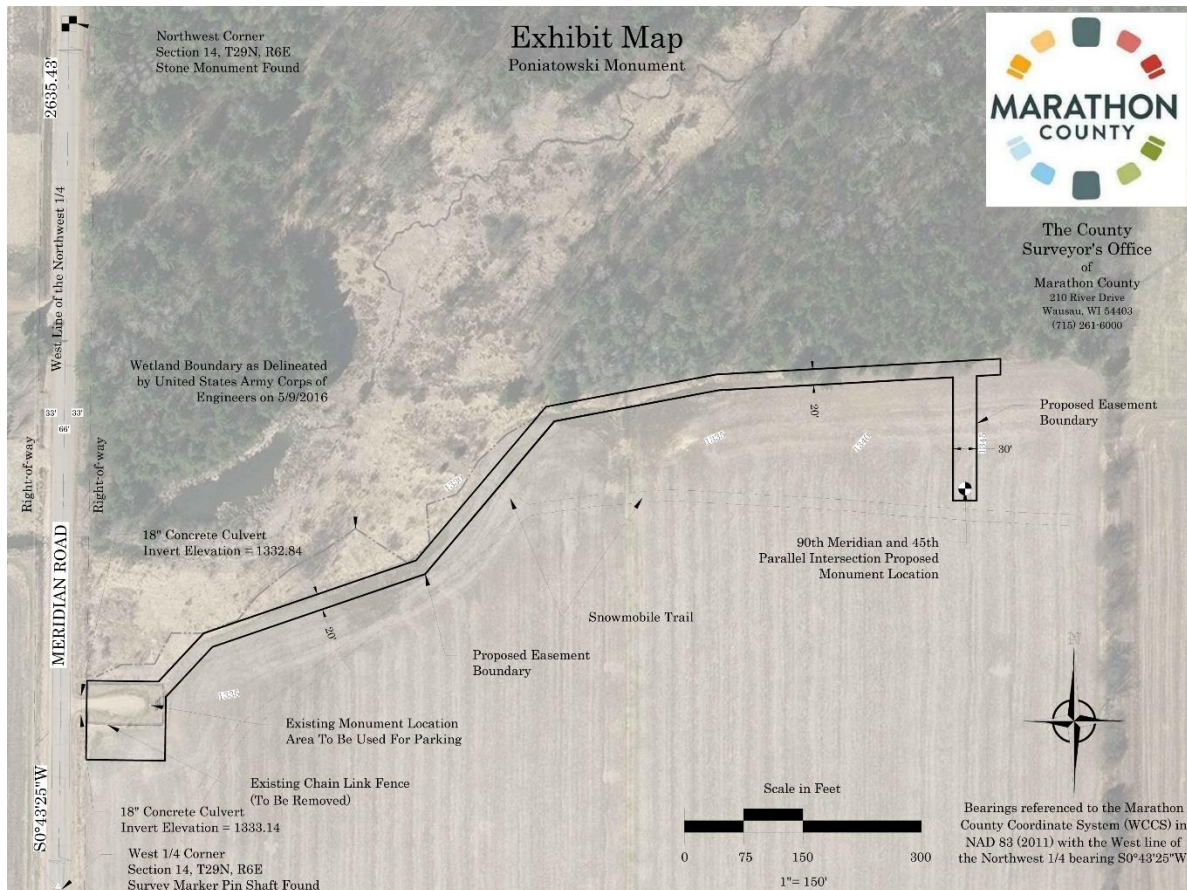 Exhibit Map
Poniatowski Monument
Northwest Corner
Section 14, T29N, R6E
Stone Monument Found
2635.43'
West Line of the Northwest 1/4
MARATHON
COUNTY
The County
Surveyor's Office
of
Marathon County
210 River Drive
Wausau, WI 54403
(715) 261-6000
Wetland Boundary as Delineated
by United States Army Corps of
Engineers on 5/9/2016
33'
33'
66'
Right-of-way
Right-of-way
20'
Proposed Easement
Boundary
1335
1340
30'
18" Concrete Culvert
Invert Elevation = 1332.84
90th Meridian and 45th
Parallel Intersection Proposed
Monument Location
MERIDIAN ROAD
20'
Snowmobile Trail
Proposed Easement
Boundary
1335
N
Existing Monument Location
Area To Be Used For Parking
Existing Chain Link Fence
(To Be Removed)
S0°43'25"W
18" Concrete Culvert
Invert Elevation = 1333.14
West 1/4 Corner
Section 14, T29N, R6E
Survey Marker Pin Shaft Found
Scale in Feet
0 75 150 300
1"= 150'
Bearings referenced to the Marathon
County Coordinate System (WCCS) in
NAD 83 (2011) with the West line of
the Northwest 1/4 bearing S0°43'25"W